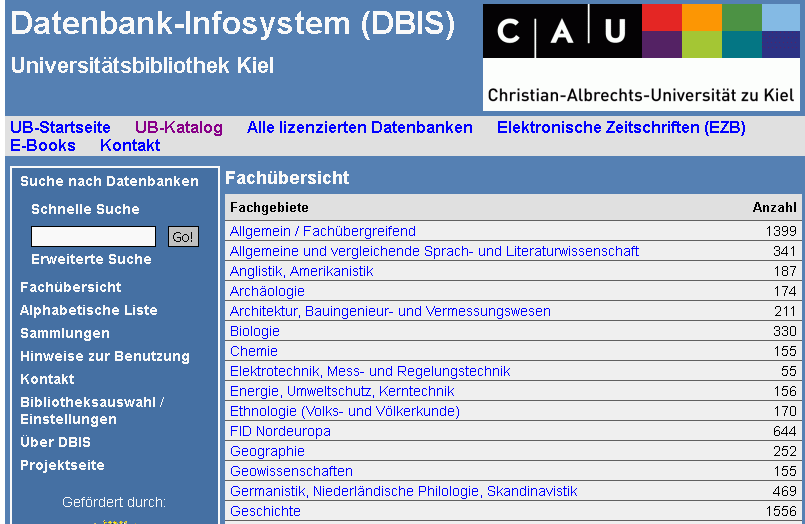 Datenbank-Infosystem (DBIS)
Universitätsbibliothek Kiel
C A U
Christian-Albrechts-Universität zu Kiel
UB-Startseite UB-Katalog Alle lizenzierten Datenbanken Elektronische Zeitschriften (EZB)
E-Books Kontakt
Suche nach Datenbanken
Schnelle Suche
Go!
Erweiterte Suche
Fachübersicht
Alphabetische Liste
Sammlungen
Hinweise zur Benutzung
Kontakt
Bibliotheksauswahl /
Einstellungen
Über DBIS
Projektseite
Gefördert durch:
Fachübersicht
Fachgebiete Anzahl
Allgemein / Fachübergreifend 1399
Allgemeine und vergleichende Sprach- und Literaturwissenschaft 341
Anglistik, Amerikanistik 187
Archäologie 174
Architektur, Bauingenieur- und Vermessungswesen 211
Biologie 330
Chemie 155
Elektrotechnik, Mess- und Regelungstechnik 55
Energie, Umweltschutz, Kerntechnik 156
Ethnologie (Volks- und Völkerkunde) 170
FID Nordeuropa 644
Geographie 252
Geowissenschaften 155
Germanistik, Niederländische Philologie, Skandinavistik 469
Geschichte 1556